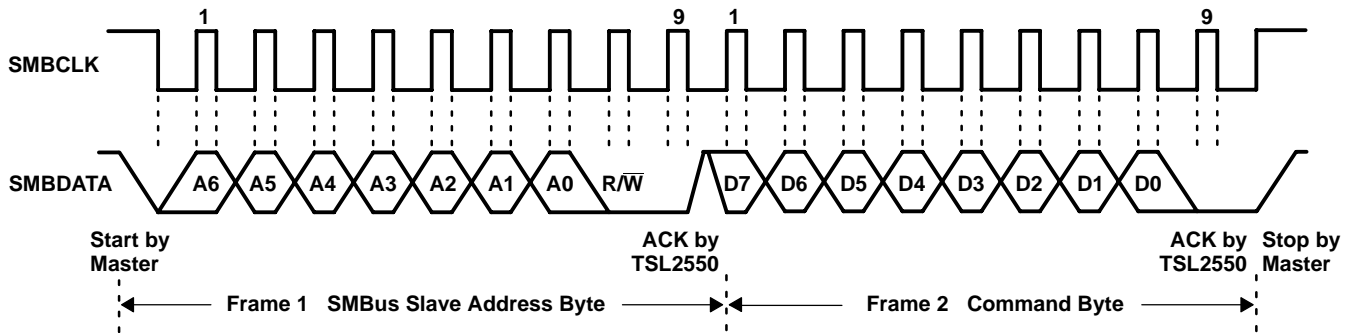 1 9 1 9
SMBCLK
SMBDATA A6 A5 A4 A3 A2 A1 A0 R/W̅ D7 D6 D5 D4 D3 D2 D1 D0
Start by Master
ACK by TSL2550
ACK by TSL2550
Stop by Master
Frame 1 SMBus Slave Address Byte
Frame 2 Command Byte